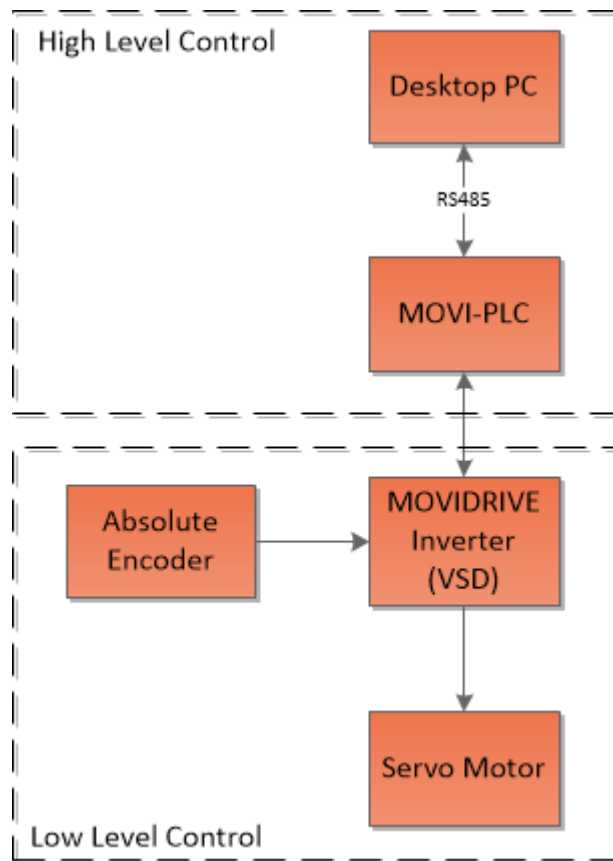 High Level Control
Desktop PC
RS485
MOVI-PLC
Absolute
Encoder
MOVIDRIVE
Inverter
(VSD)
Servo Motor
Low Level Control